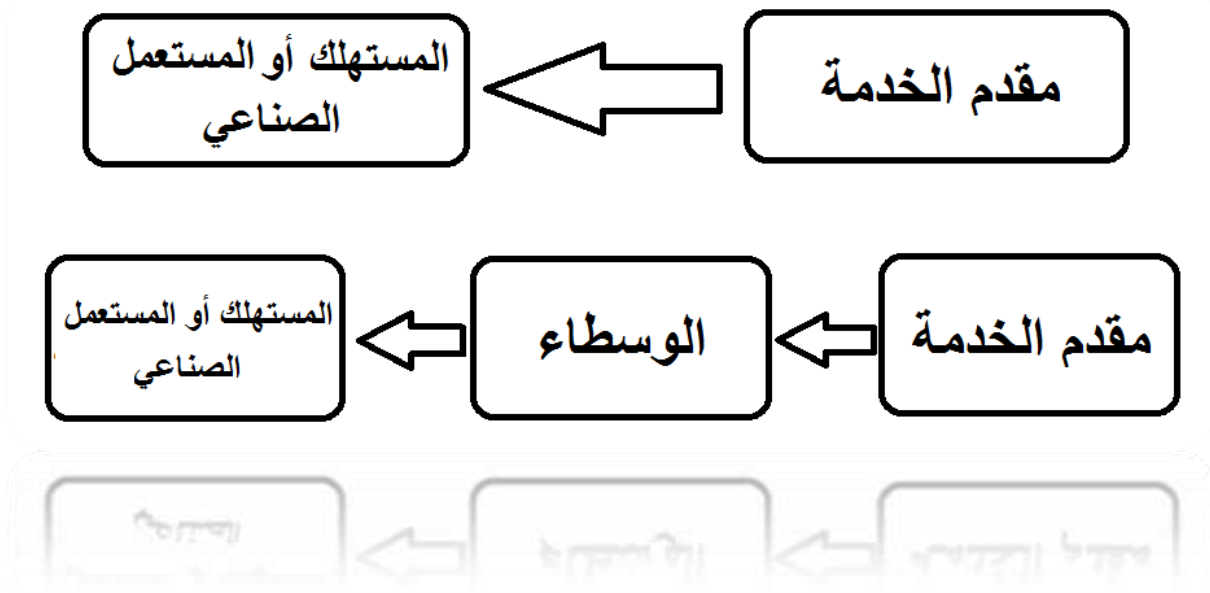 مقدم الخدمة
المستهلك أو المستعمل
الصناعي
مقدم الخدمة
الوسطاء
المستهلك أو المستعمل
الصناعي